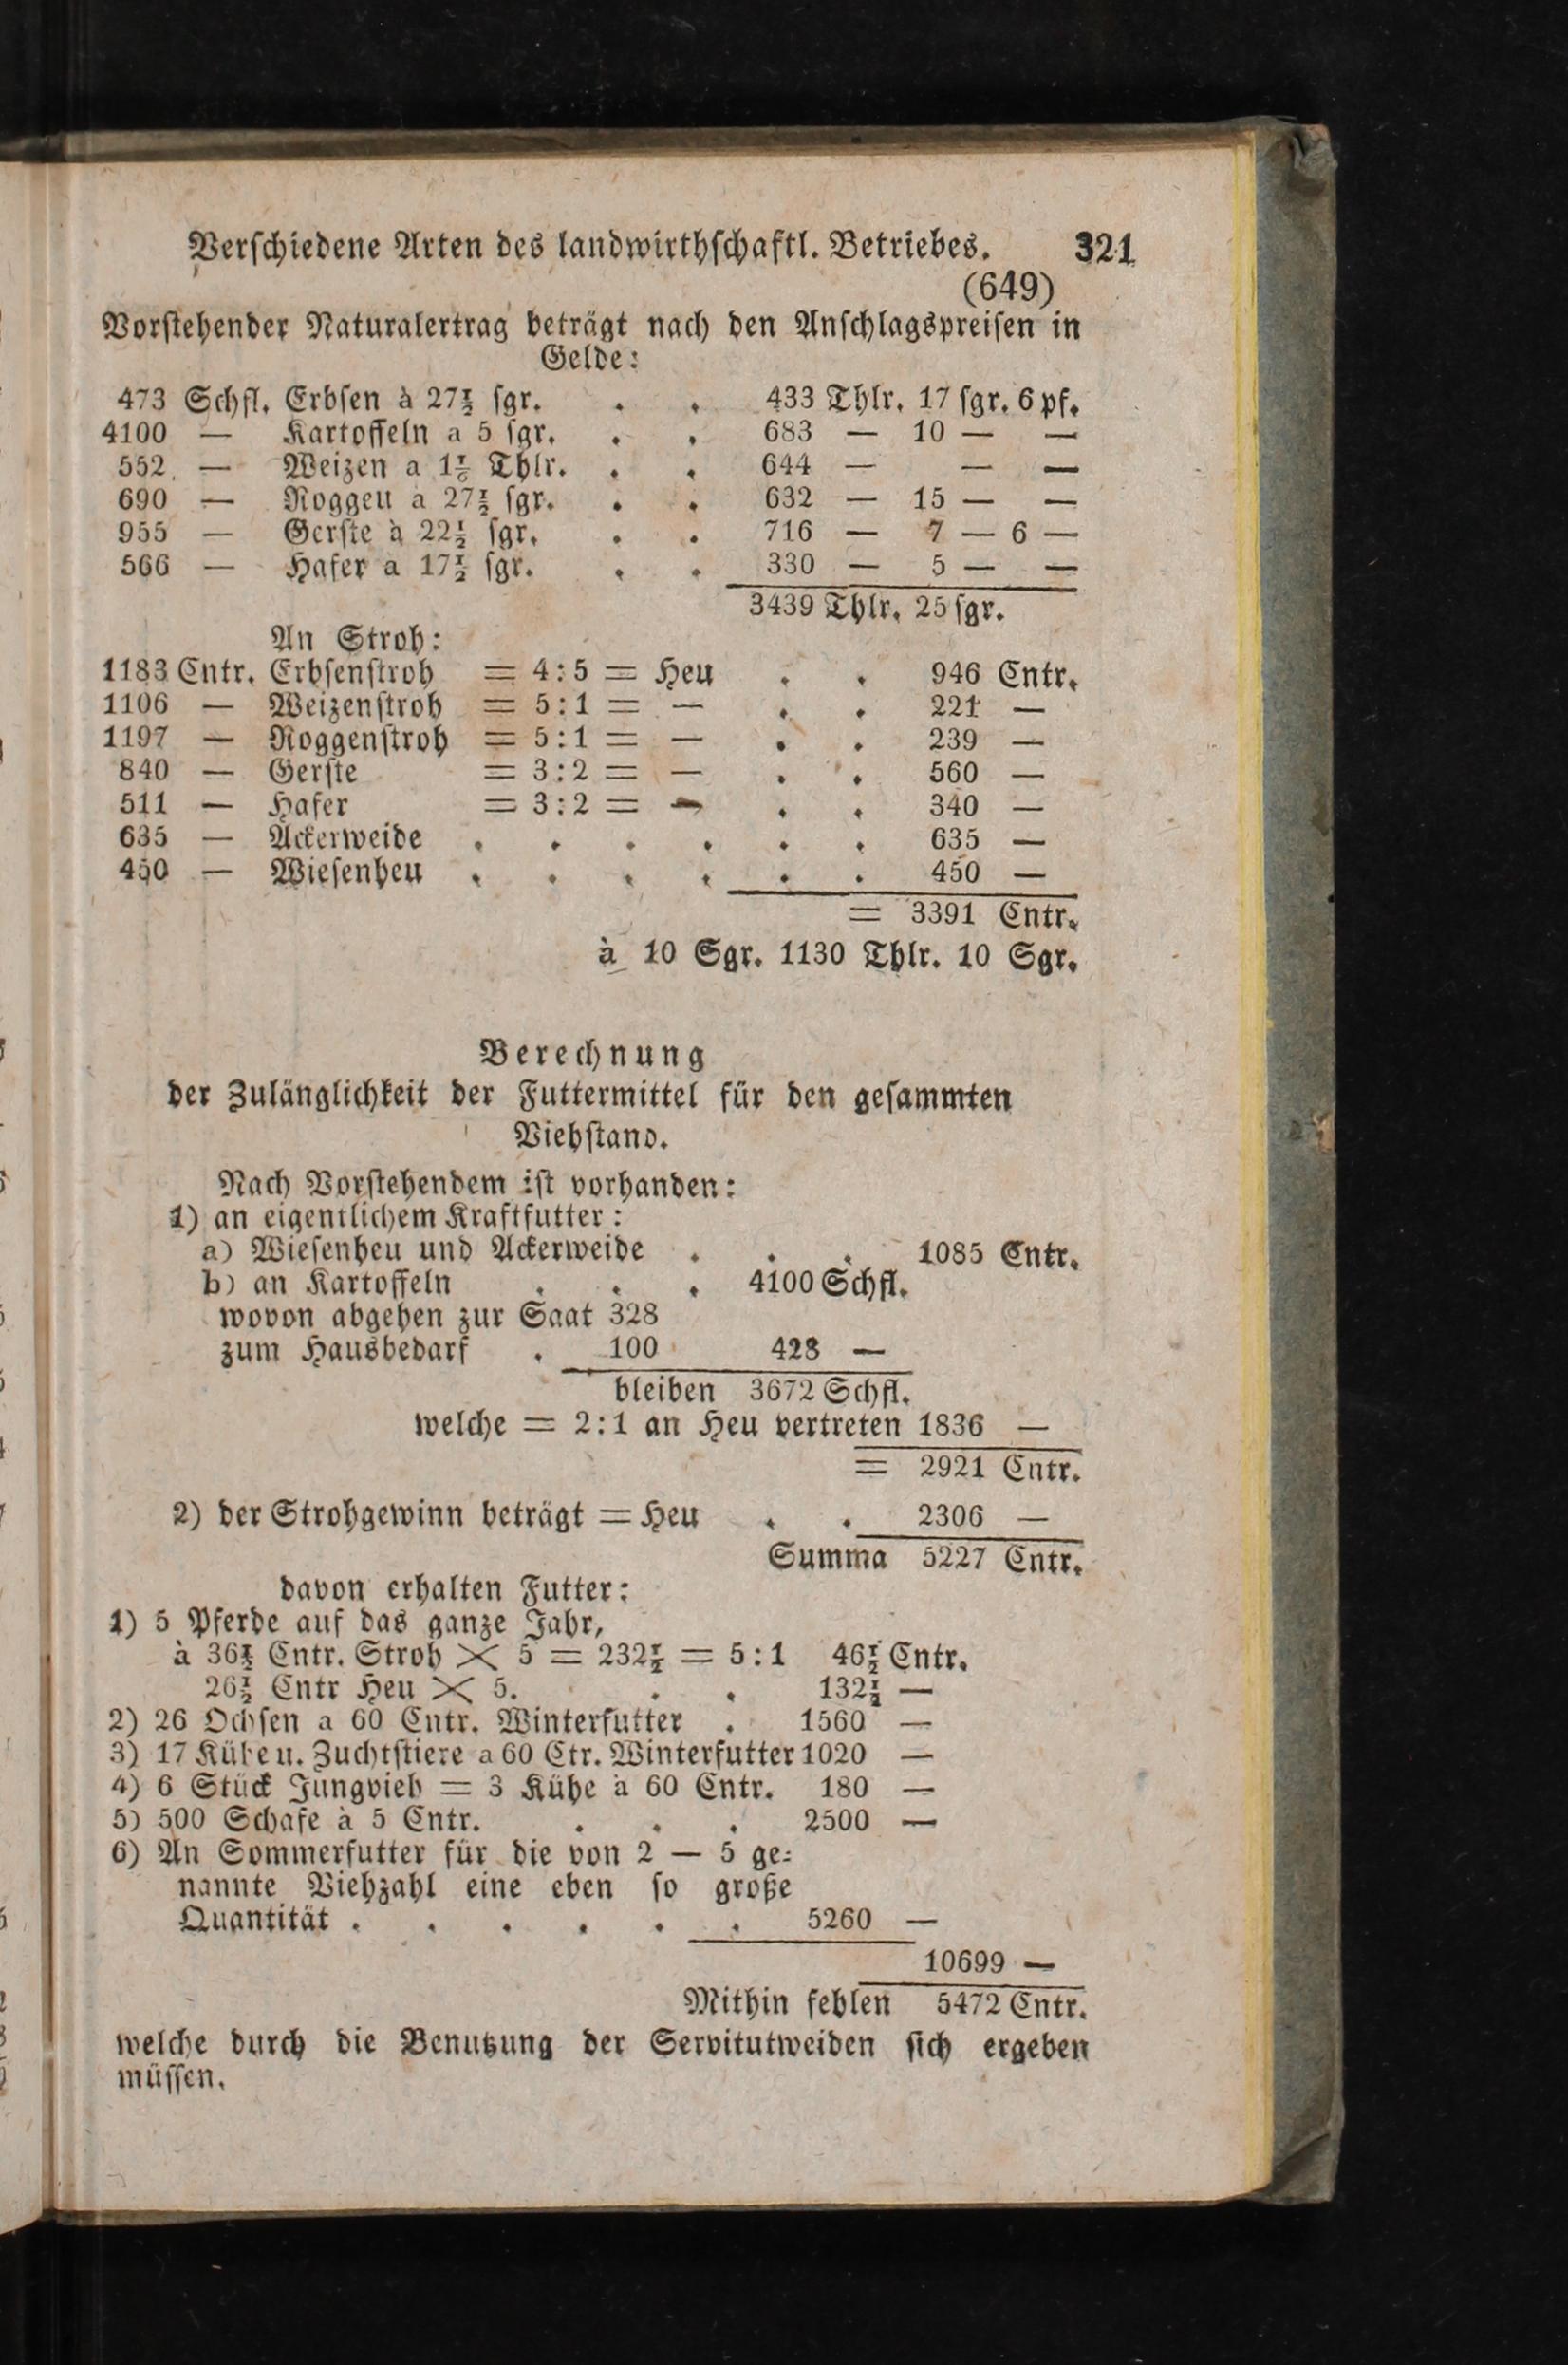 Verſchiedene Arten des landwirthſchaftl. Betriebes. 321
(649)
Vorſtehender Naturalertrag beträgt nach den Anſchlagspreiſen in
Gelde:
473 Schfl. Erbſen à 27½ ſgr. . . 433 Thlr. 17 ſgr. 6 pf.
4100 — Kartoffeln a 5 ſgr. . . 683 — 10 — —
552 — Weizen a 1⅙ Thlr. . . 644 — — —
690 — Roggen a 27½ ſgr. . . 632 — 15 — —
955 — Gerſte à 22½ ſgr. . . 716 — 7 — 6 —
566 — Hafer a 17½ ſgr. . . 330 — 5 — —
3439 Thlr. 25 ſgr.
An Stroh:
1183 Cntr. Erbſenſtroh = 4:5 = Heu . . 946 Cntr.
1106 — Weizenſtroh = 5:1 = — . . 221 —
1197 — Roggenſtroh = 5:1 = — . . 239 —
840 — Gerſte = 3:2 = — . . 560 —
511 — Hafer = 3:2 = — . . 340 —
635 — Ackerweide . . . . . . 635 —
450 — Wieſenheu . . . . . . 450 —
= 3391 Cntr.
à 10 Sgr. 1130 Thlr. 10 Sgr.
Berechnung
der Zulänglichkeit der Futtermittel für den geſammten
Viehſtand.
Nach Vorſtehendem iſt vorhanden:
1) an eigentlichem Kraftfutter:
a) Wieſenheu und Ackerweide . . . 1085 Cntr.
b) an Kartoffeln . . . 4100 Schfl.
wovon abgehen zur Saat 328
zum Hausbedarf . 100 428 —
bleiben 3672 Schfl.
welche = 2:1 an Heu vertreten 1836 —
= 2921 Cntr.
2) der Strohgewinn beträgt = Heu . . 2306 —
Summa 5227 Cntr.
davon erhalten Futter:
1) 5 Pferde auf das ganze Jahr,
à 36½ Cntr. Stroh × 5 = 232½ = 5:1 46½ Cntr.
26½ Cntr Heu × 5. . . 132½ —
2) 26 Ochſen a 60 Cntr. Winterfutter . 1560 —
3) 17 Kühe u. Zuchtſtiere a 60 Ctr. Winterfutter 1020 —
4) 6 Stück Jungvieh = 3 Kühe à 60 Cntr. 180 —
5) 500 Schafe à 5 Cntr. . . . 2500 —
6) An Sommerfutter für die von 2 — 5 ge⸗
nannte Viehzahl eine eben ſo große
Quantität . . . . . . 5260 —
10699 —
Mithin fehlen 5472 Cntr.
welche durch die Benutzung der Servitutweiden ſich ergeben
müſſen.